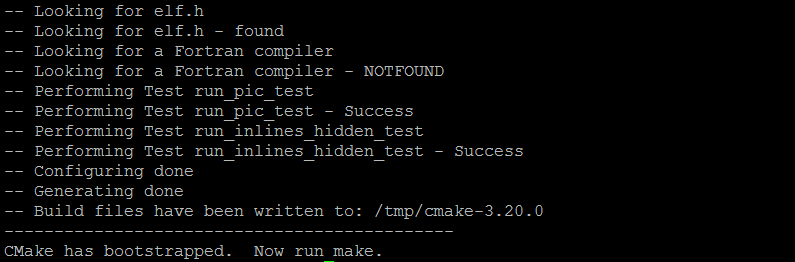 -- Looking for elf.h
-- Looking for elf.h - found
-- Looking for a Fortran compiler
-- Looking for a Fortran compiler - NOTFOUND
-- Performing Test run_pic_test
-- Performing Test run_pic_test - Success
-- Performing Test run_inlines_hidden_test
-- Performing Test run_inlines_hidden_test - Success
-- Configuring done
-- Generating done
-- Build files have been written to: /tmp/cmake-3.20.0
---------------------------------------------
CMake has bootstrapped.  Now run make.